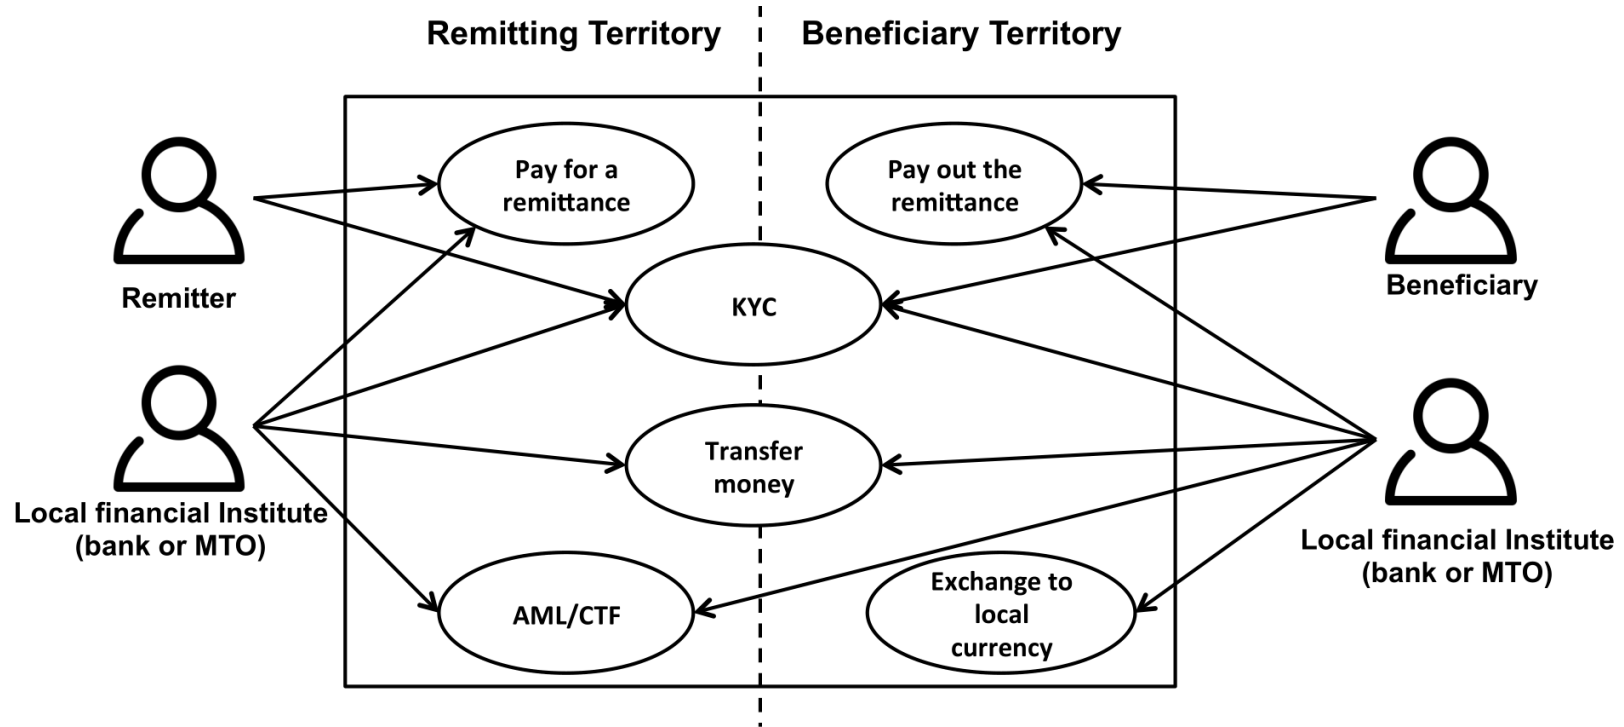 Remitting Territory
Beneficiary Territory
Pay for a
remittance
Pay out the
remittance
Remitter
Beneficiary
KYC
Transfer
money
Local financial Institute
(bank or MTO)
Local financial Institute
(bank or MTO)
AML/CTF
Exchange to
local
currency